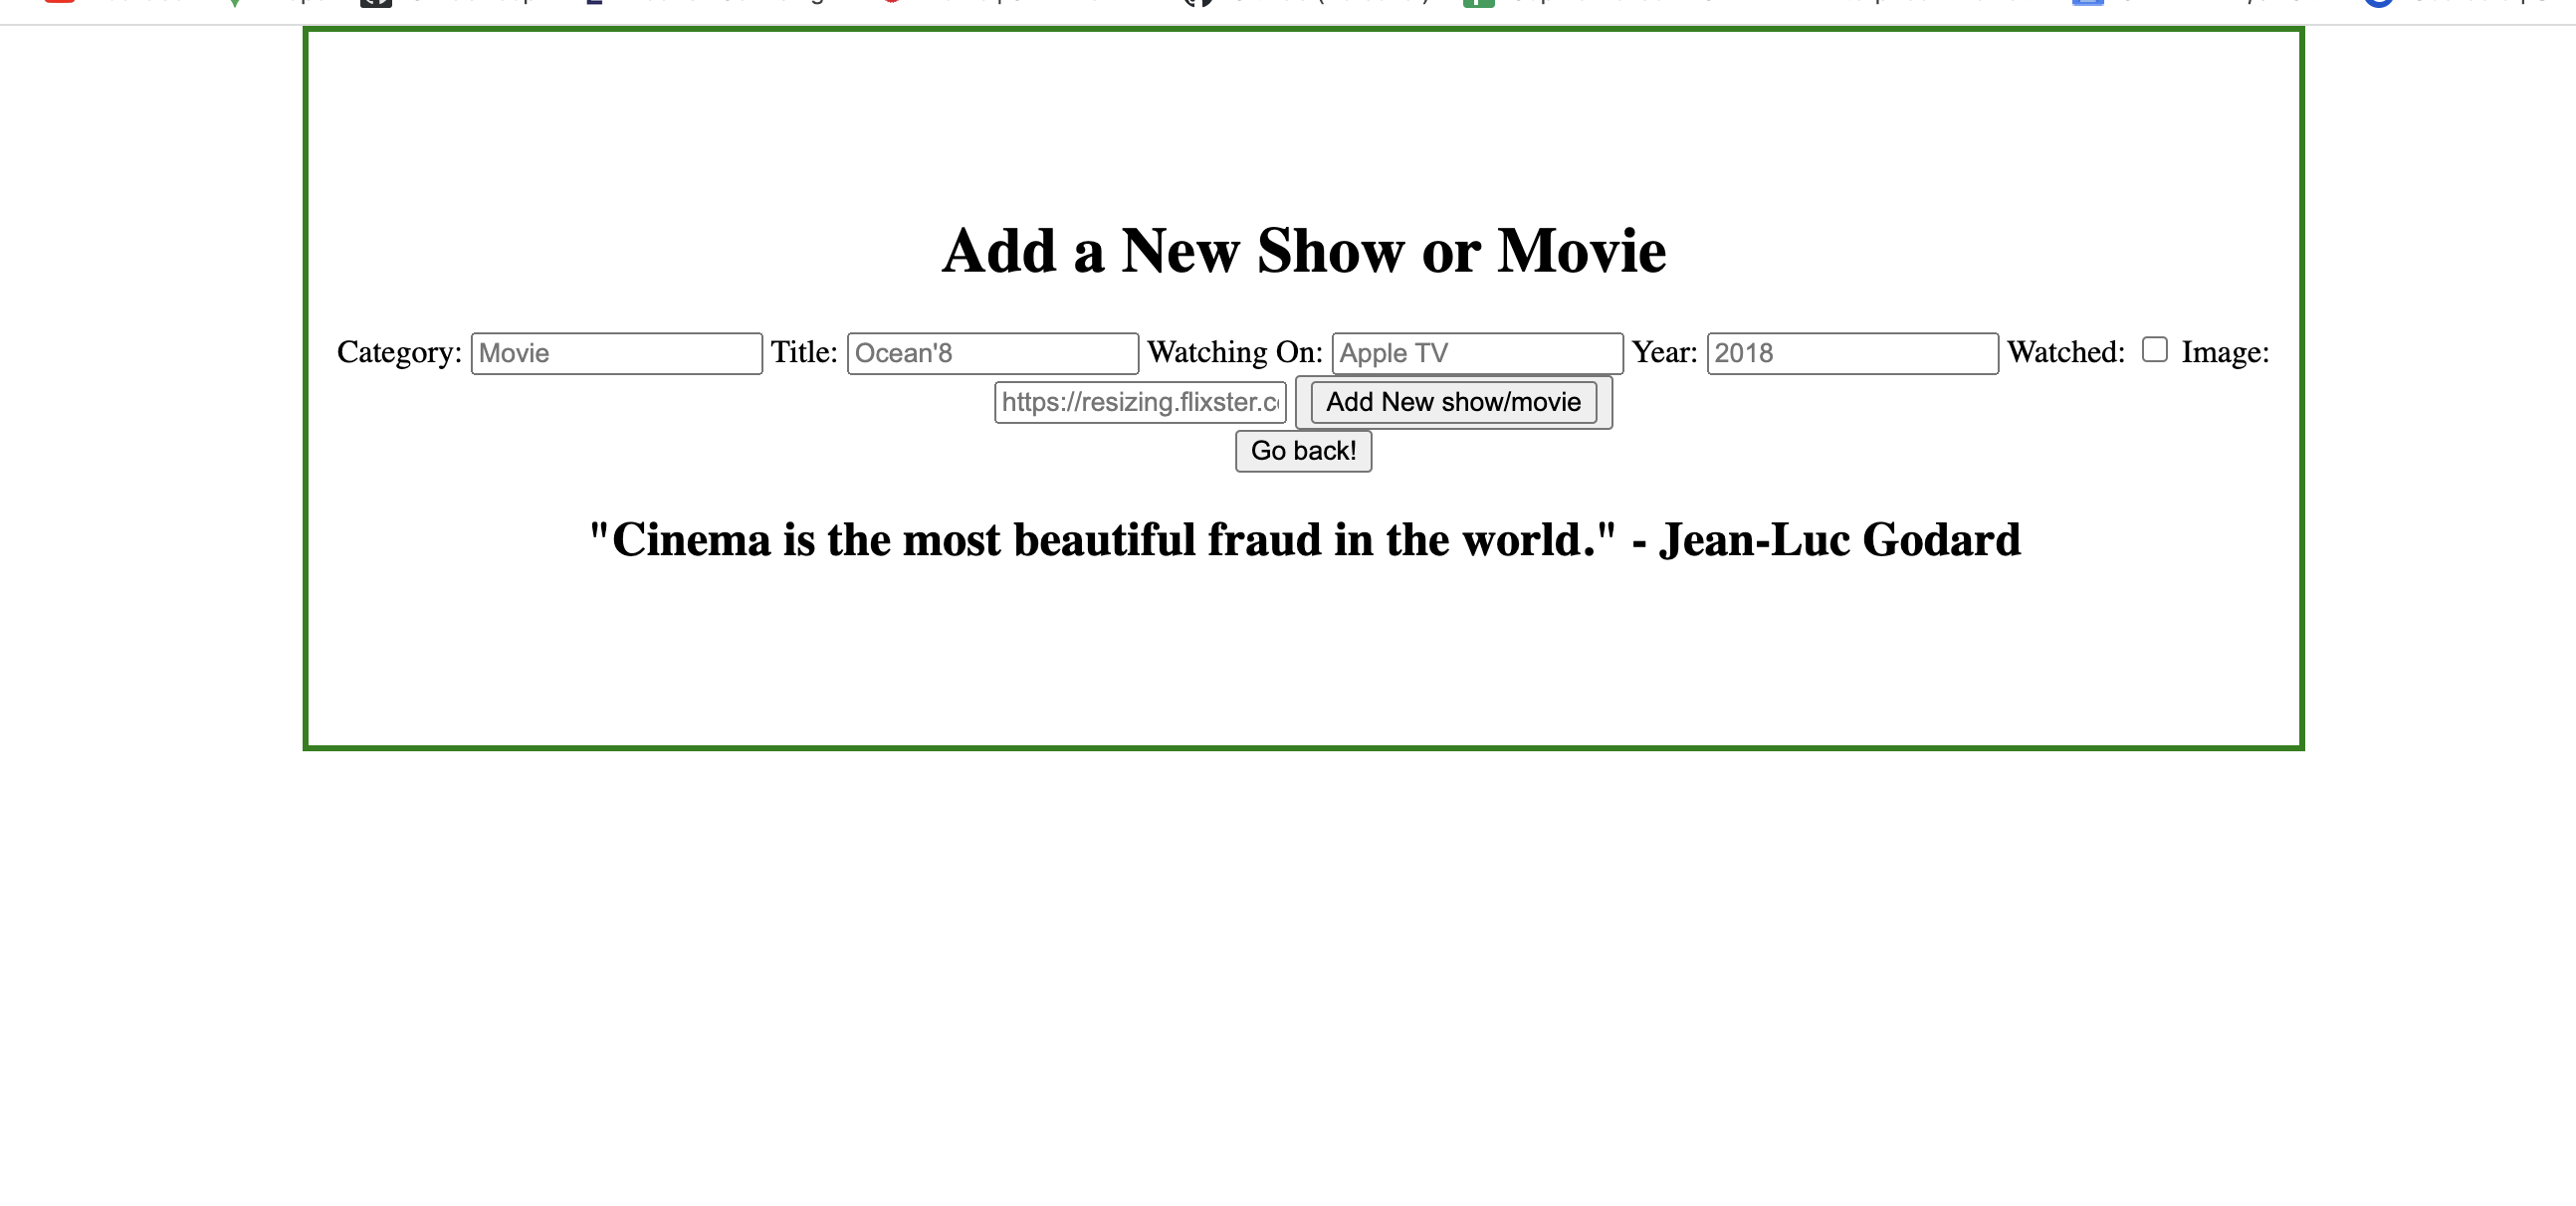 Add a New Show or Movie
Category: Movie Title: Ocean'8 Watching On: Apple TV Year: 2018 Watched: Image:
https://resizing.flixster.c Add New show/movie
Go back!
"Cinema is the most beautiful fraud in the world." - Jean-Luc Godard